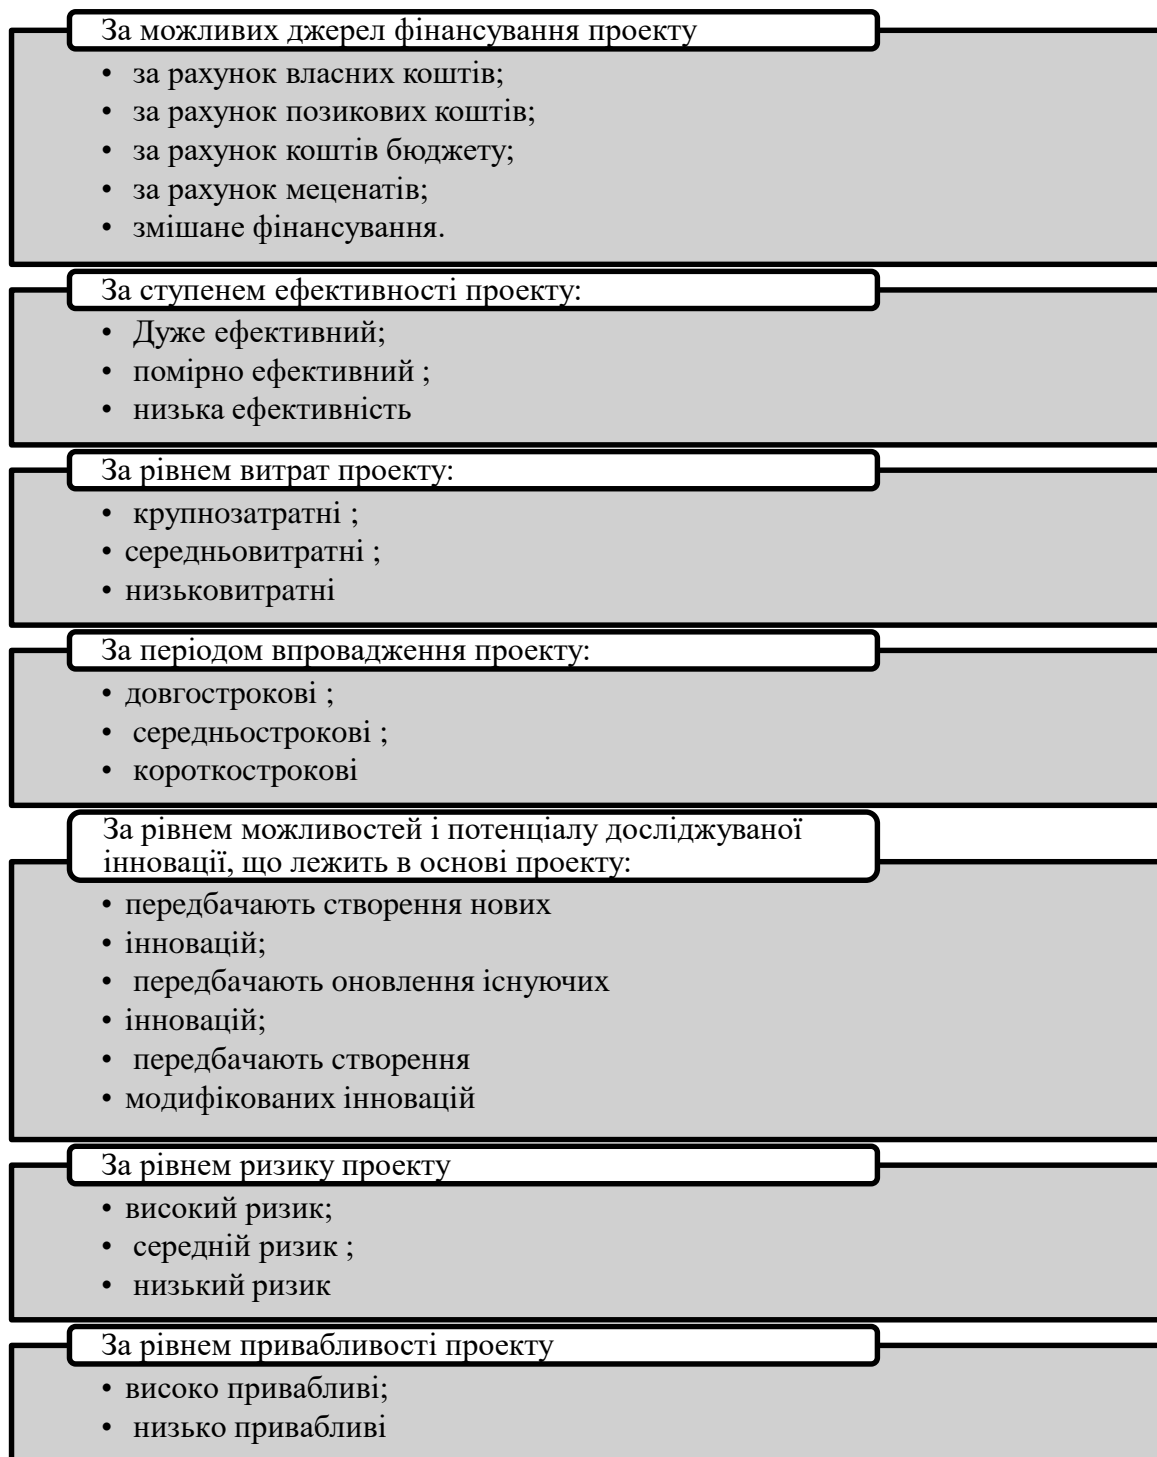 За можливих джерел фінансування проекту
• за рахунок власних коштів;
• за рахунок позикових коштів;
• за рахунок коштів бюджету;
• за рахунок меценатів;
• змішане фінансування.
За ступенем ефективності проекту:
• Дуже ефективний;
• помірно ефективний ;
• низька ефективність
За рівнем витрат проекту:
• крупнозатратні ;
• середньовитратні ;
• низьковитратні
За періодом впровадження проекту:
• довгострокові ;
• середньострокові ;
• короткострокові
За рівнем можливостей і потенціалу досліджуваної
інновації, що лежить в основі проекту:
• передбачають створення нових
• інновацій;
• передбачають оновлення існуючих
• інновацій;
• передбачають створення
• модифікованих інновацій
За рівнем ризику проекту
• високий ризик;
• середній ризик ;
• низький ризик
За рівнем привабливості проекту
• високо привабливі;
• низько привабливі